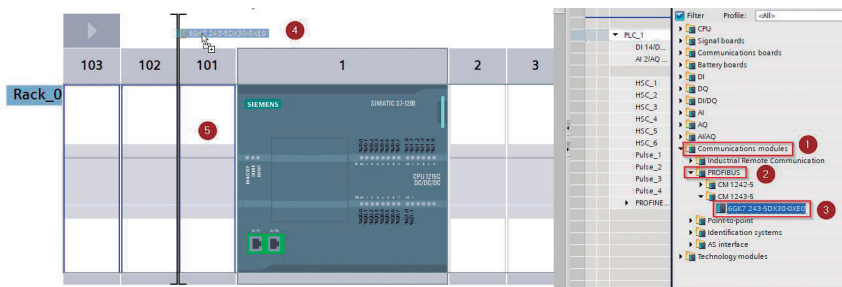 6GK7 243-5DX30-0XE0
4
103 102 101 1 2 3
Rack_0
SIEMENS SIMATIC S7-1200
5
CPU 1215C
DC/DC/DC
PLC_1
DI 14/D...
AI 2/AQ ...
HSC_1
HSC_2
HSC_3
HSC_4
HSC_5
HSC_6
Pulse_1
Pulse_2
Pulse_3
Pulse_4
PROFINE...
Filter Profile: <All>
CPU
Signal boards
Communications boards
Battery boards
DI
DQ
DI/DQ
AI
AQ
AI/AQ
Communications modules 1
Industrial Remote Communication
PROFIBUS 2
CM 1242-5
CM 1243-5
6GK7 243-5DX30-0XE0 3
Point-to-point
Identification systems
AS interface
Technology modules